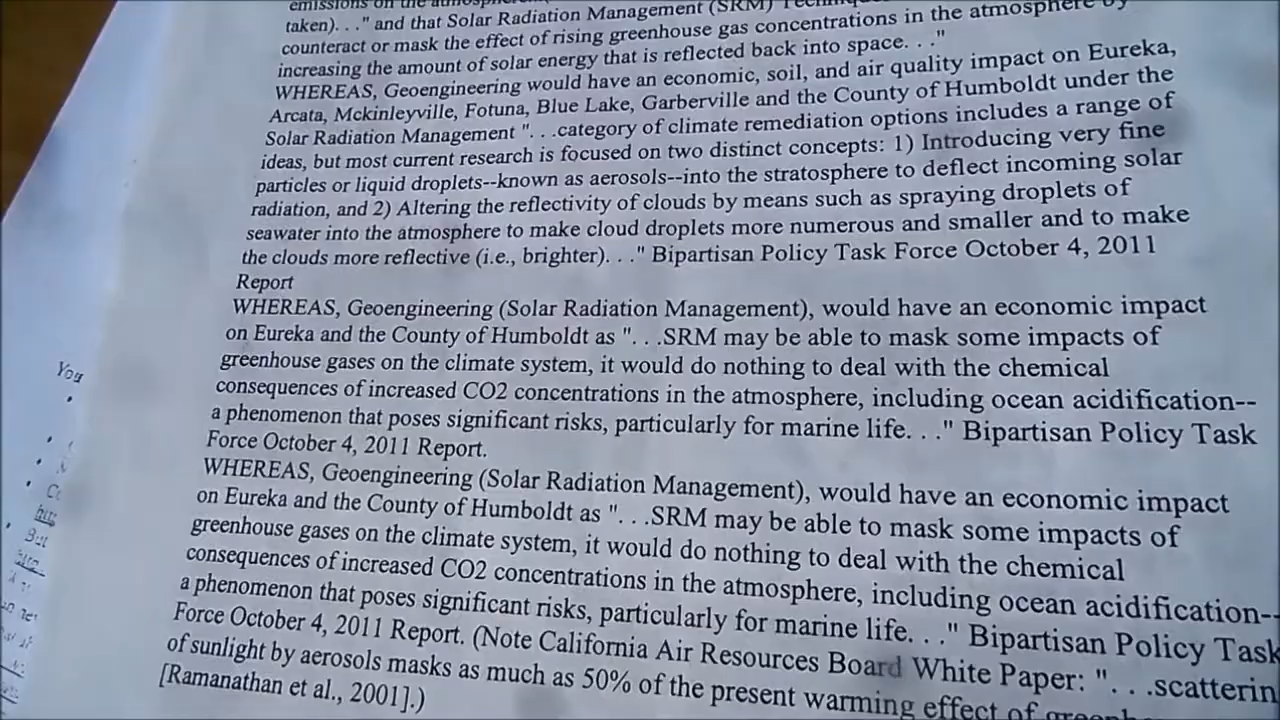 emissions on the
taken). . ." and that Solar Radiation Management (SRM)
counteract or mask the effect of rising greenhouse gas concentrations in the atmosphere by
increasing the amount of solar energy that is reflected back into space. . ."
WHEREAS, Geoengineering would have an economic, soil, and air quality impact on Eureka,
Arcata, Mckinleyville, Fotuna, Blue Lake, Garberville and the County of Humboldt under the
Solar Radiation Management ". . .category of climate remediation options includes a range of
ideas, but most current research is focused on two distinct concepts: 1) Introducing very fine
particles or liquid droplets--known as aerosols--into the stratosphere to deflect incoming solar
radiation, and 2) Altering the reflectivity of clouds by means such as spraying droplets of
seawater into the atmosphere to make cloud droplets more numerous and smaller and to make
the clouds more reflective (i.e., brighter). . ." Bipartisan Policy Task Force October 4, 2011
Report
WHEREAS, Geoengineering (Solar Radiation Management), would have an economic impact
on Eureka and the County of Humboldt as ". . .SRM may be able to mask some impacts of
greenhouse gases on the climate system, it would do nothing to deal with the chemical
consequences of increased CO2 concentrations in the atmosphere, including ocean acidification--
a phenomenon that poses significant risks, particularly for marine life. . ." Bipartisan Policy Task
Force October 4, 2011 Report.
WHEREAS, Geoengineering (Solar Radiation Management), would have an economic impact
on Eureka and the County of Humboldt as ". . .SRM may be able to mask some impacts of
greenhouse gases on the climate system, it would do nothing to deal with the chemical
consequences of increased CO2 concentrations in the atmosphere, including ocean acidification--
a phenomenon that poses significant risks, particularly for marine life. . ." Bipartisan Policy Task
Force October 4, 2011 Report. (Note California Air Resources Board White Paper: ". . .scatterin
of sunlight by aerosols masks as much as 50% of the present warming effect of
[Ramanathan et al., 2001].)
You